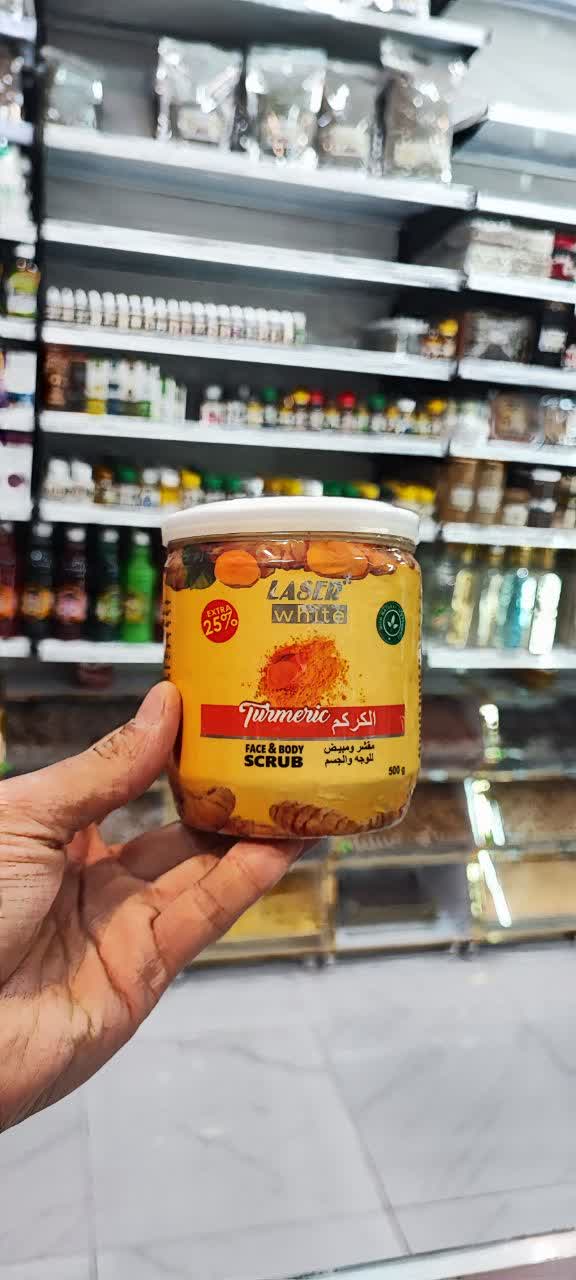 LASER+
white
EXTRA
25%
Turmeric الكركم
FACE & BODY
SCRUB
مقشر ومبيض
للوجه والجسم
500 g